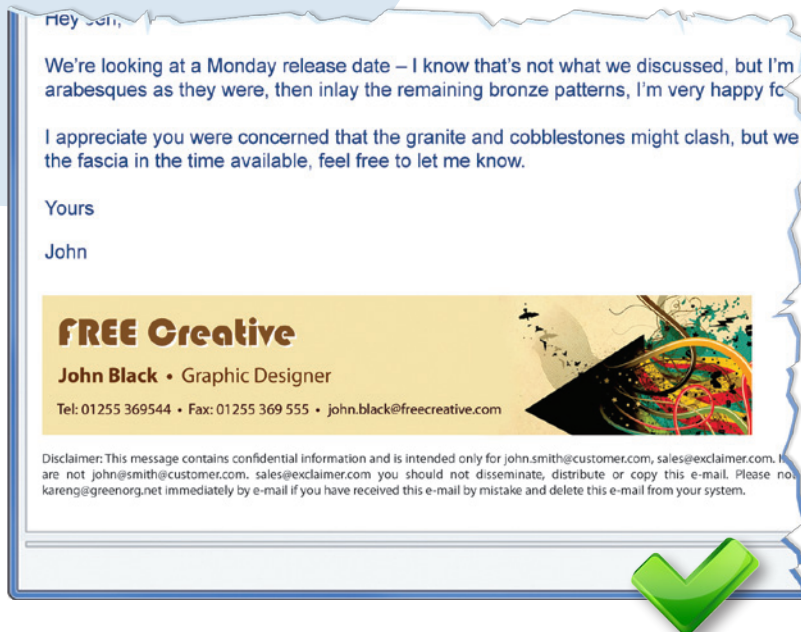 Hey Jen,
We're looking at a Monday release date – I know that's not what we discussed, but I'm
arabesques as they were, then inlay the remaining bronze patterns, I'm very happy
I appreciate you were concerned that the granite and cobblestones might clash, but we
the fascia in the time available, feel free to let me know.
Yours
John
FREE Creative
John Black • Graphic Designer
Tel: 01255 369544 • Fax: 01255 369 555 • john.black@freecreative.com
Disclaimer: This message contains confidential information and is intended only for john.smith@customer.com, sales@exclaimer.com.
are not john@smith@customer.com. sales@exclaimer.com you should not disseminate, distribute or copy this e-mail. Please
kareng@greenorg.net immediately by e-mail if you have received this e-mail by mistake and delete this e-mail from your system.